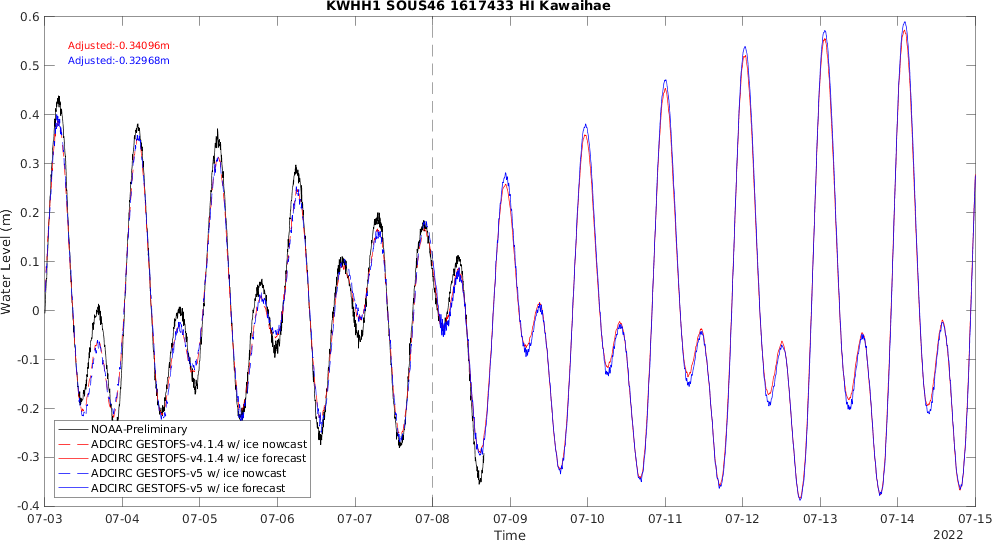 KWHH1 SOUS46 1617433 HI Kawaihae
Adjusted:-0.34096m
Adjusted:-0.32968m
Water Level (m)
0.6
0.5
0.4
0.3
0.2
0.1
0
-0.1
-0.2
-0.3
-0.4
NOAA-Preliminary
ADCIRC GESTOFS-v4.1.4 w/ ice nowcast
ADCIRC GESTOFS-v4.1.4 w/ ice forecast
ADCIRC GESTOFS-v5 w/ ice nowcast
ADCIRC GESTOFS-v5 w/ ice forecast
07-03 07-04 07-05 07-06 07-07 07-08 07-09 07-10 07-11 07-12 07-13 07-14 07-15
Time
2022